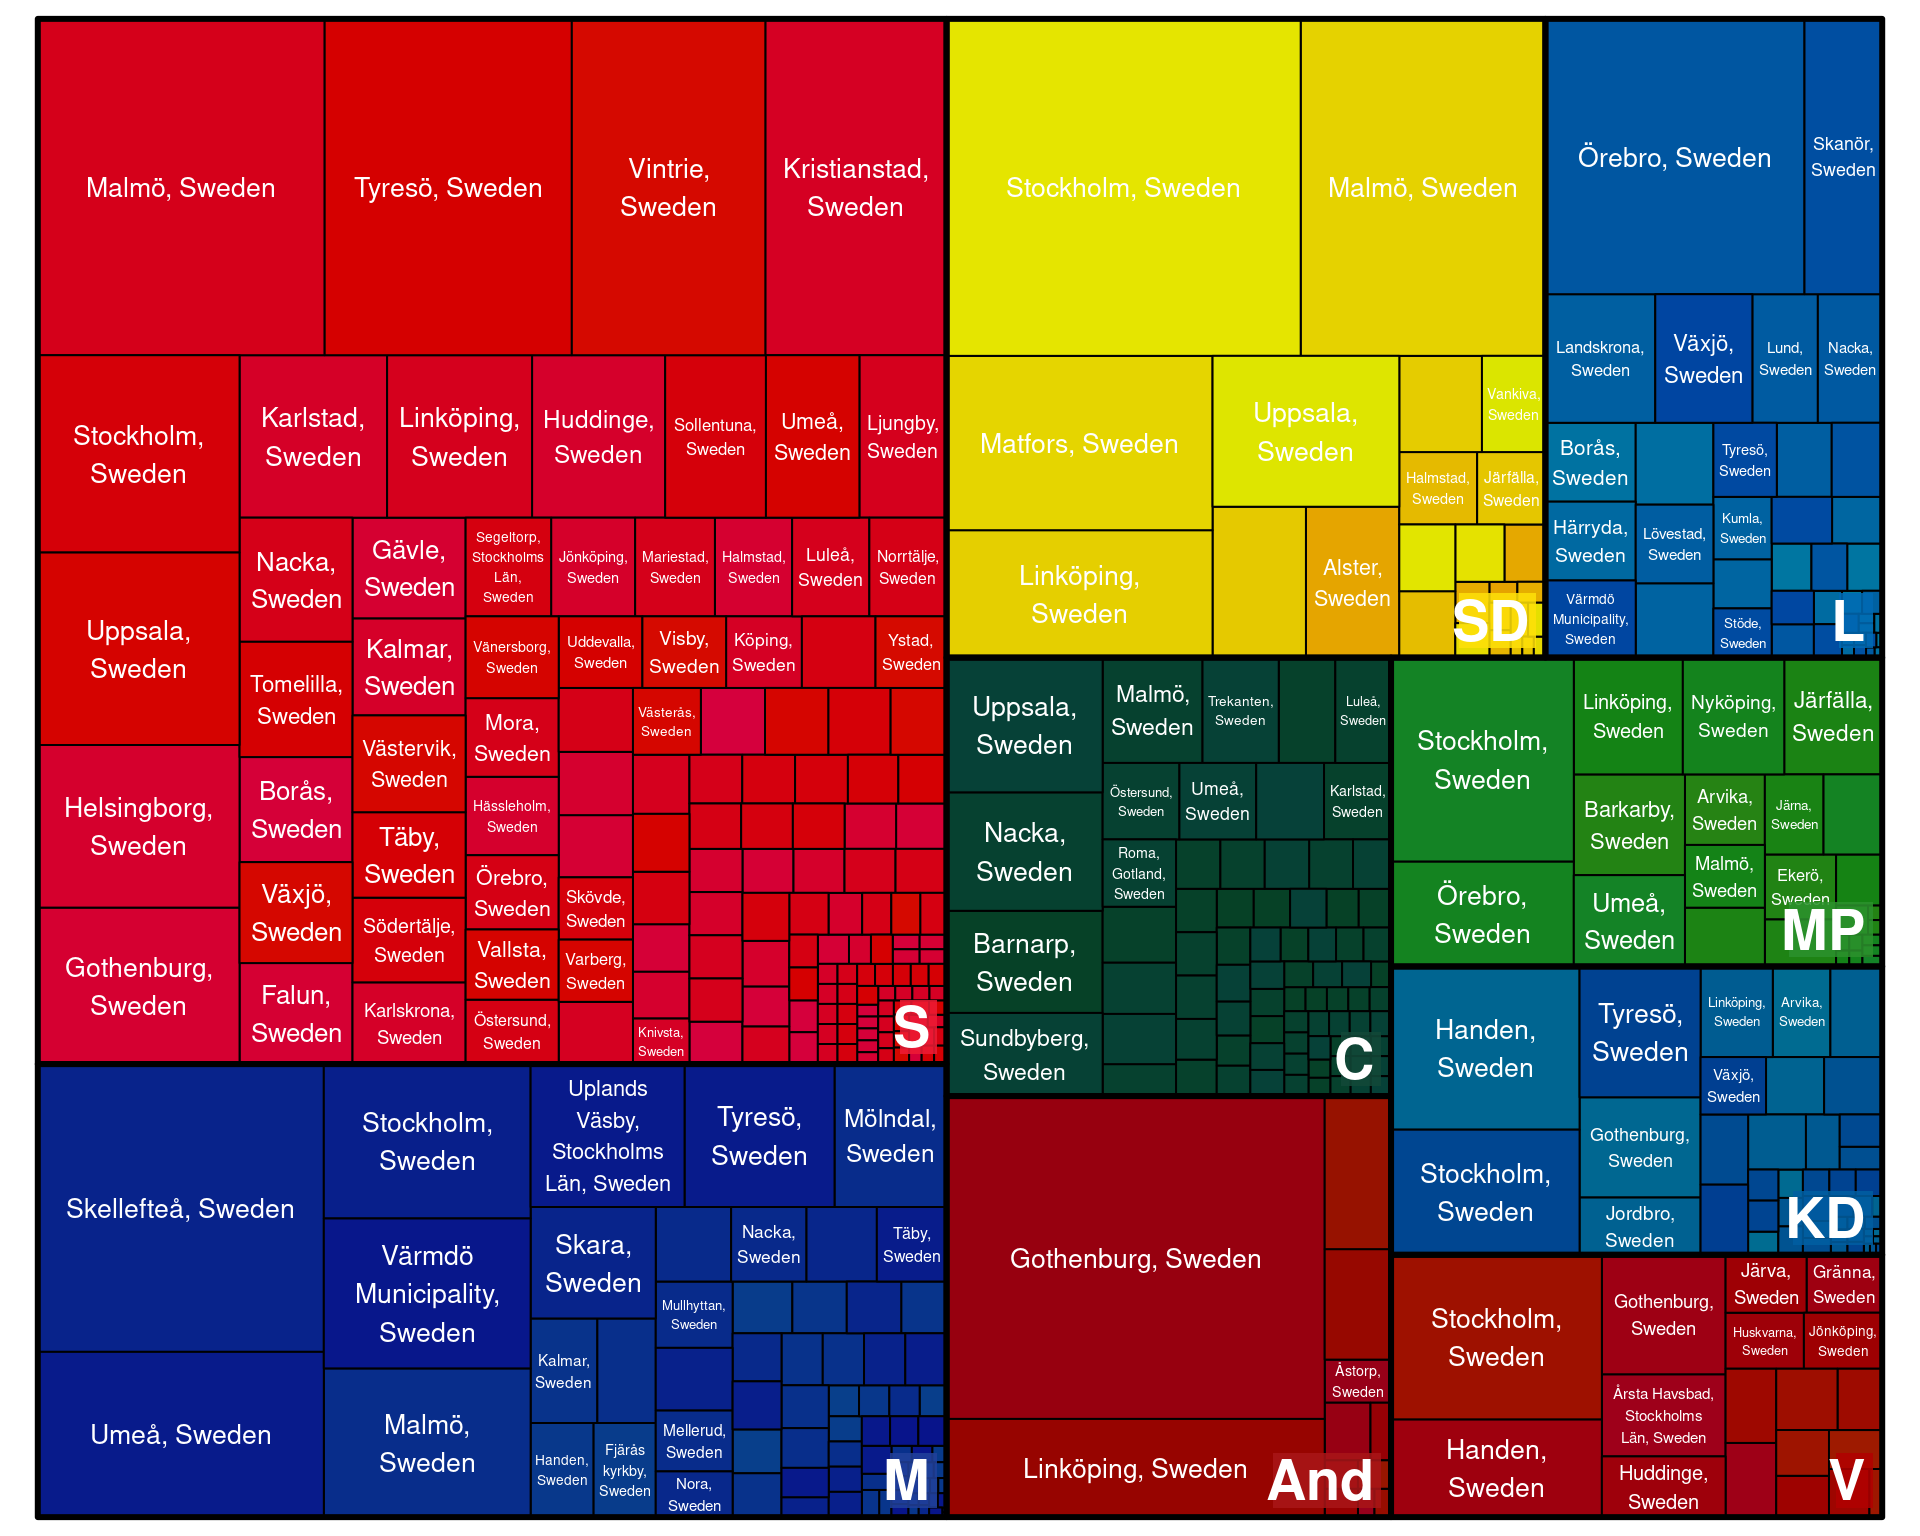 Malmö, Sweden
Tyresö, Sweden
Vintrie,
Sweden
Kristianstad,
Sweden
Stockholm,
Sweden
Uppsala,
Sweden
Helsingborg,
Sweden
Gothenburg,
Sweden
Karlstad,
Sweden
Linköping,
Sweden
Huddinge,
Sweden
Sollentuna,
Sweden
Umeå,
Sweden
Ljungby,
Sweden
Nacka,
Sweden
Tomelilla,
Sweden
Borås,
Sweden
Växjö,
Sweden
Falun,
Sweden
Gävle,
Sweden
Kalmar,
Sweden
Västervik,
Sweden
Täby,
Sweden
Södertälje,
Sweden
Karlskrona,
Sweden
Segeltorp,
Stockholms
Län,
Sweden
Jönköping,
Sweden
Mariestad,
Sweden
Halmstad,
Sweden
Luleå,
Sweden
Norrtälje,
Sweden
Vänersborg,
Sweden
Mora,
Sweden
Hässleholm,
Sweden
Örebro,
Sweden
Vallsta,
Sweden
Östersund,
Sweden
Uddevalla,
Sweden
Visby,
Sweden
Köping,
Sweden
Ystad,
Sweden
Västerås,
Sweden
Skövde,
Sweden
Varberg,
Sweden
Knivsta,
Sweden
S
Skellefteå, Sweden
Umeå, Sweden
Stockholm,
Sweden
Värmdö
Municipality,
Sweden
Malmö,
Sweden
Uplands
Väsby,
Stockholms
Län, Sweden
Tyresö,
Sweden
Mölndal,
Sweden
Skara,
Sweden
Nacka,
Sweden
Täby,
Sweden
Mullhyttan,
Sweden
Kalmar,
Sweden
Handen,
Sweden
Fjärås
kyrkby,
Sweden
Mellerud,
Sweden
Nora,
Sweden
M
Stockholm, Sweden
Malmö, Sweden
Matfors, Sweden
Linköping,
Sweden
Uppsala,
Sweden
Alster,
Sweden
Vankiva,
Sweden
Halmstad,
Sweden
Järfälla,
Sweden
SD
Örebro, Sweden
Skanör,
Sweden
Landskrona,
Sweden
Växjö,
Sweden
Lund,
Sweden
Nacka,
Sweden
Borås,
Sweden
Härryda,
Sweden
Värmdö
Municipality,
Sweden
Lövestad,
Sweden
Tyresö,
Sweden
Kumla,
Sweden
Stöde,
Sweden
L
Uppsala,
Sweden
Nacka,
Sweden
Barnarp,
Sweden
Sundbyberg,
Sweden
Malmö,
Sweden
Trekanten,
Sweden
Luleå,
Sweden
Östersund,
Sweden
Umeå,
Sweden
Karlstad,
Sweden
Roma,
Gotland,
Sweden
C
Stockholm,
Sweden
Örebro,
Sweden
Linköping,
Sweden
Nyköping,
Sweden
Järfälla,
Sweden
Barkarby,
Sweden
Umeå,
Sweden
Arvika,
Sweden
Malmö,
Sweden
Järna,
Sweden
Ekerö,
Sweden
MP
Handen,
Sweden
Stockholm,
Sweden
Tyresö,
Sweden
Gothenburg,
Sweden
Jordbro,
Sweden
Linköping,
Sweden
Arvika,
Sweden
Växjö,
Sweden
KD
Gothenburg, Sweden
Linköping, Sweden
Åstorp,
Sweden
And
Stockholm,
Sweden
Handen,
Sweden
Gothenburg,
Sweden
Årsta Havsbad,
Stockholms
Län, Sweden
Huddinge,
Sweden
Järva,
Sweden
Gränna,
Sweden
Huskvarna,
Sweden
Jönköping,
Sweden
V